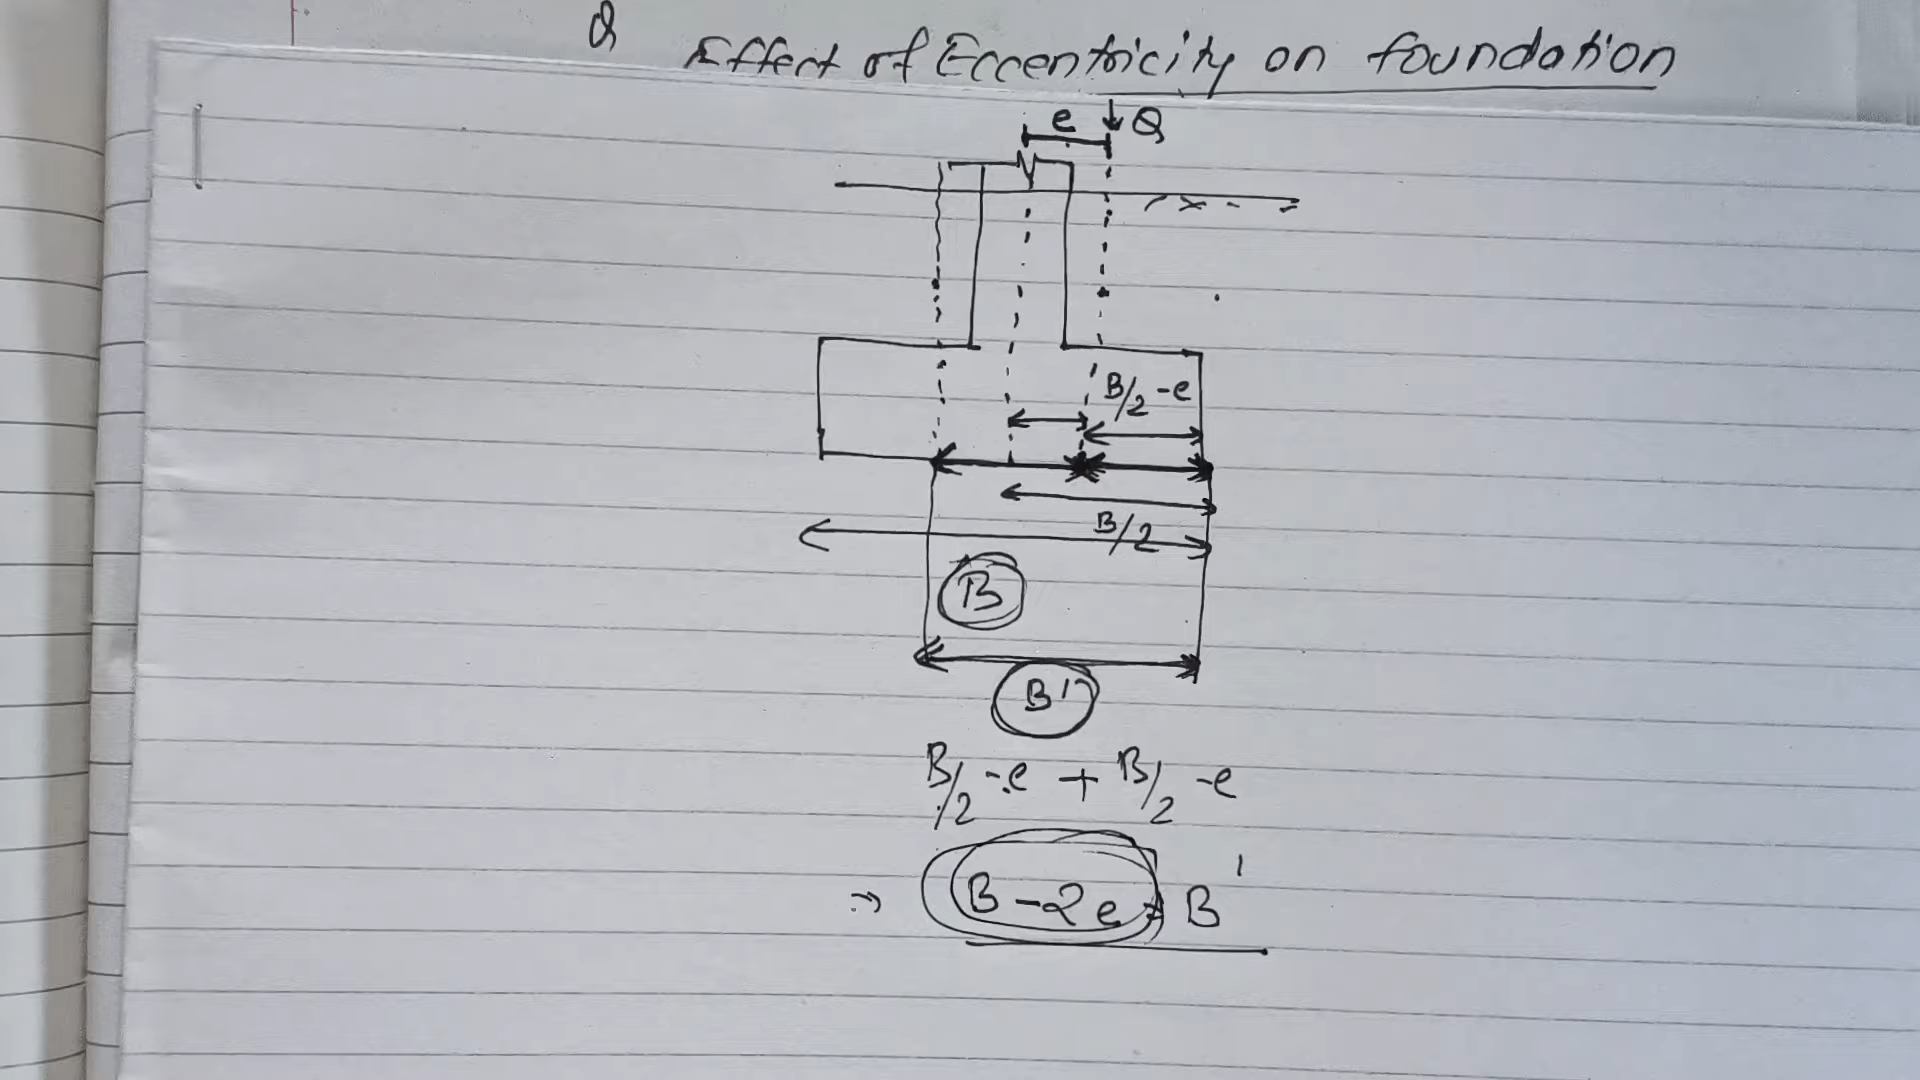 Q
Effect of Eccentricity on foundation
e ↓ Q
B/2 -e
B/2
B
B'
B/2 -e + B/2 -e
⇒ B-2e = B'